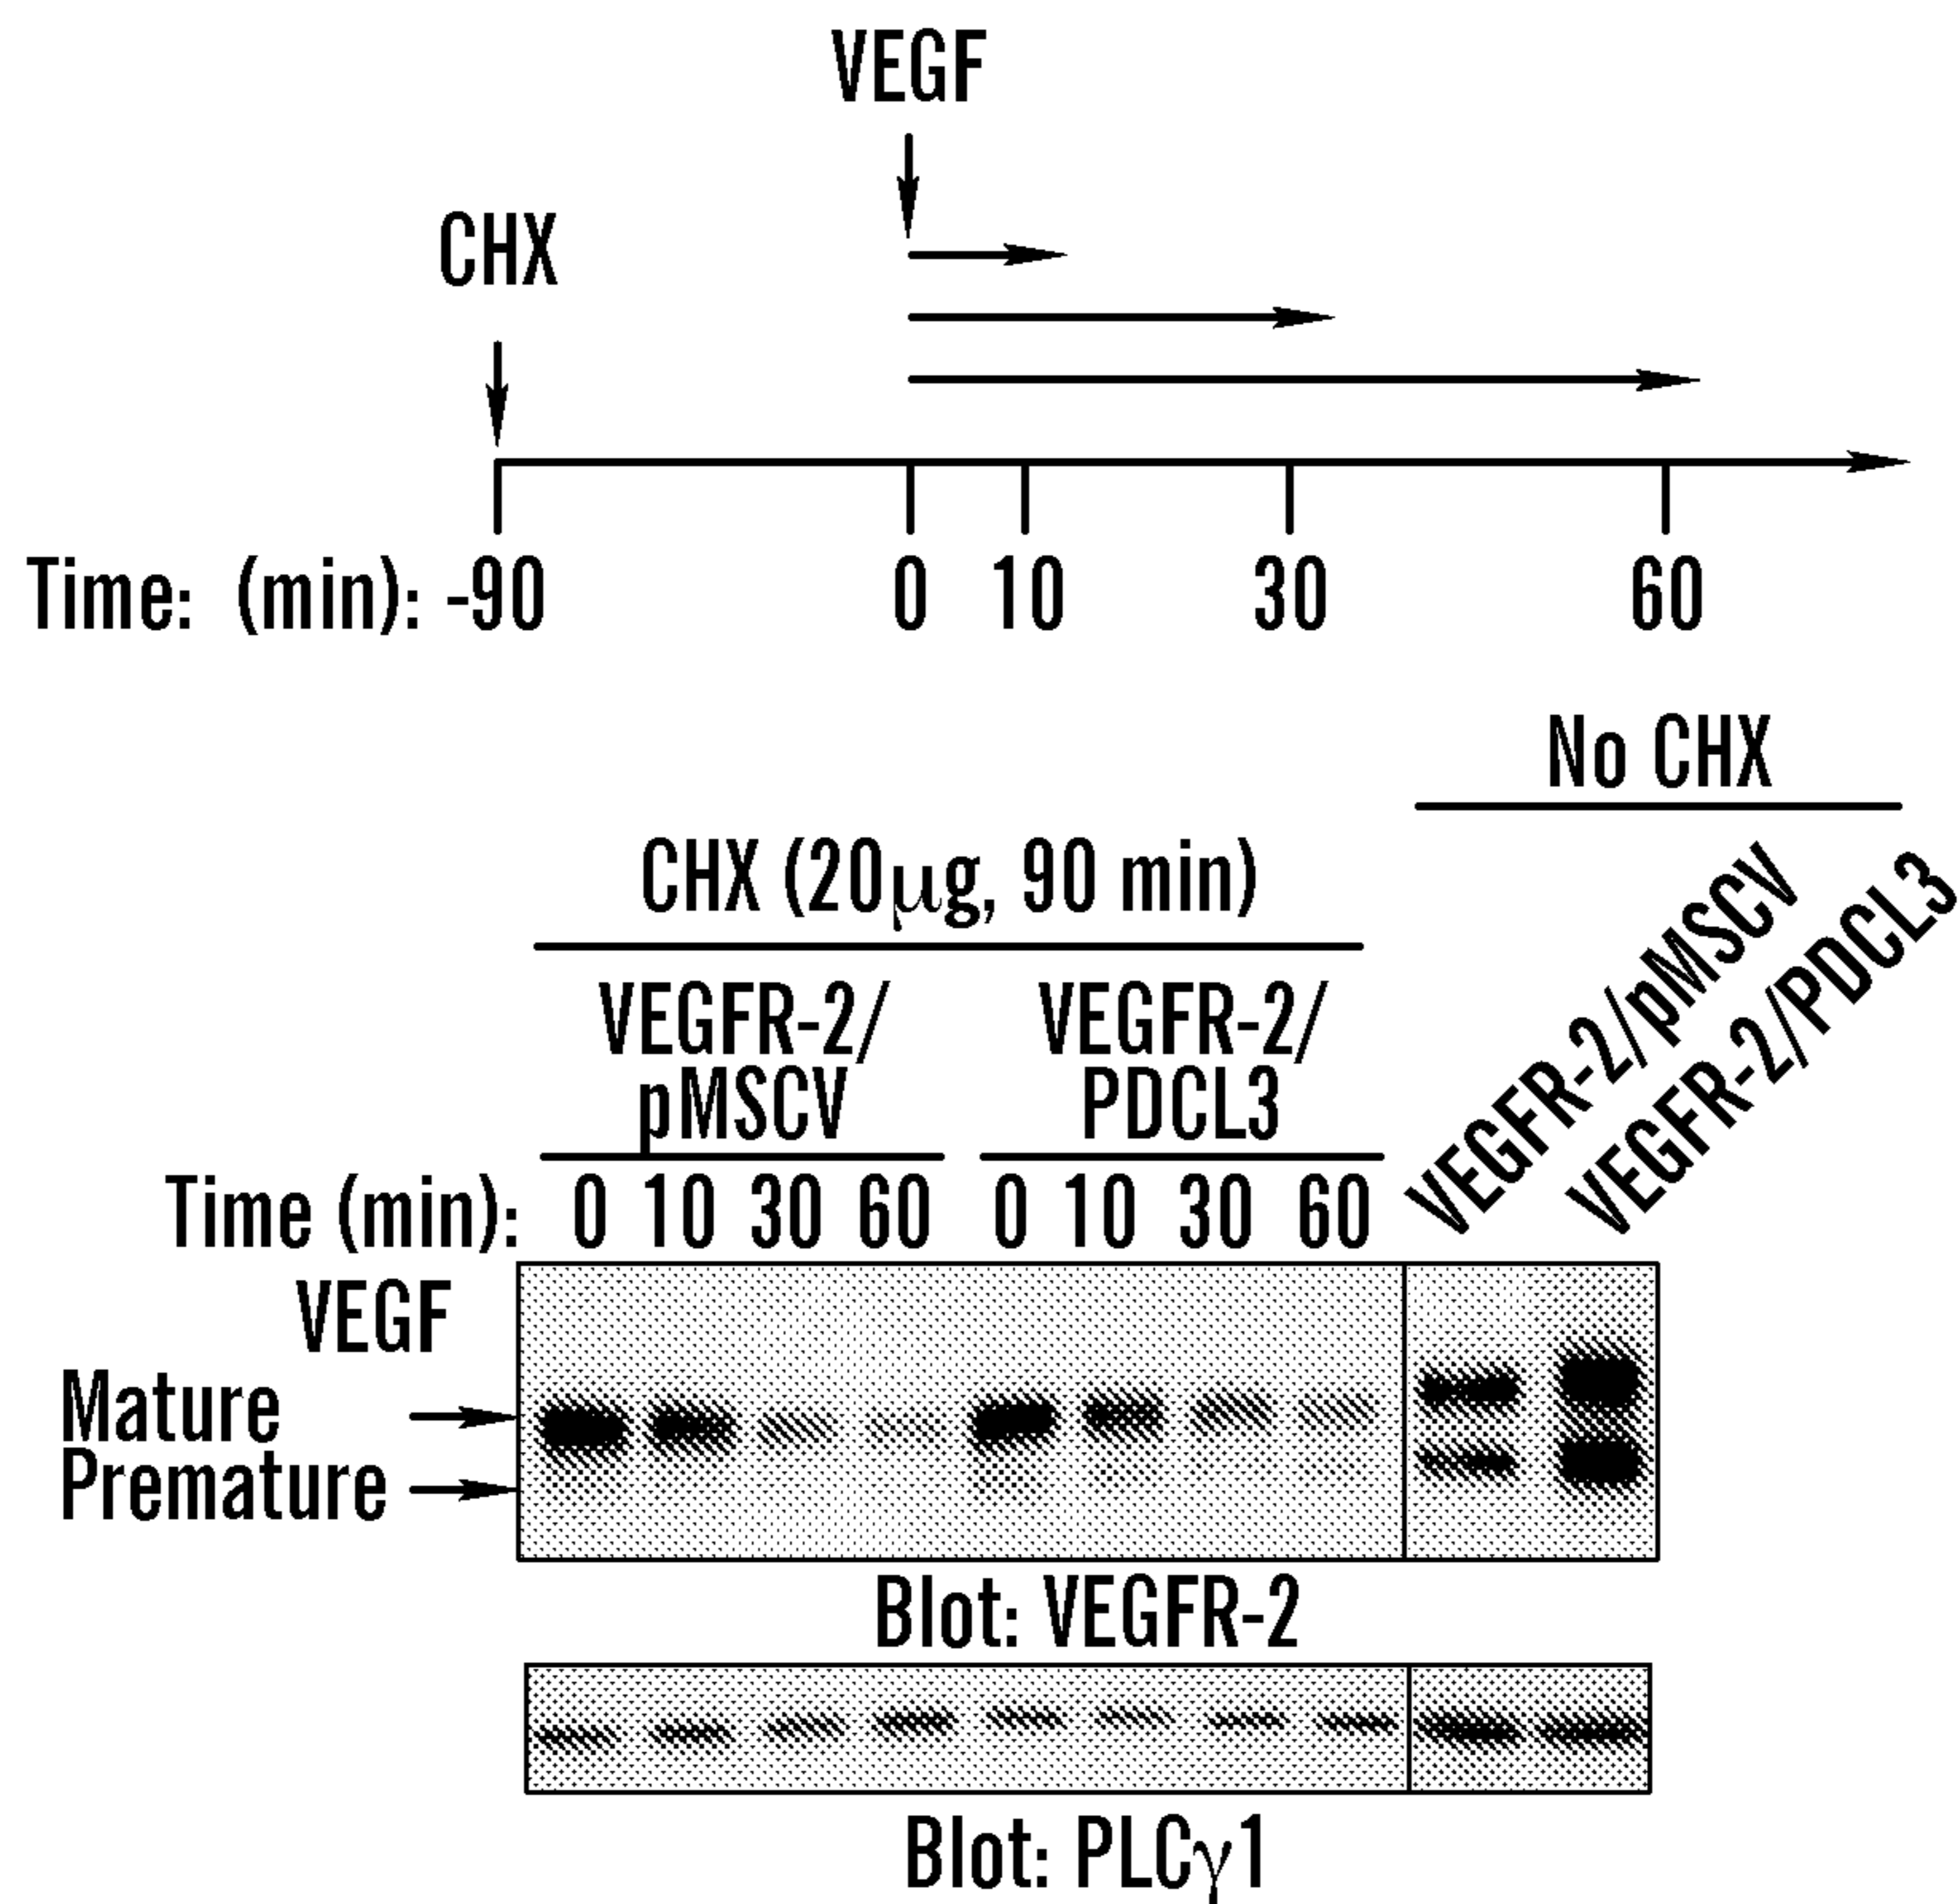 VEGF
CHX
Time: (min): -90 0 10 30 60
No CHX
CHX (20μg, 90 min)
VEGFR-2/pMSCV
VEGFR-2/PDCL3
VEGFR-2/
pMSCV
VEGFR-2/
PDCL3
Time (min): 0 10 30 60 0 10 30 60
VEGF
Mature
Premature
Blot: VEGFR-2
Blot: PLCγ1